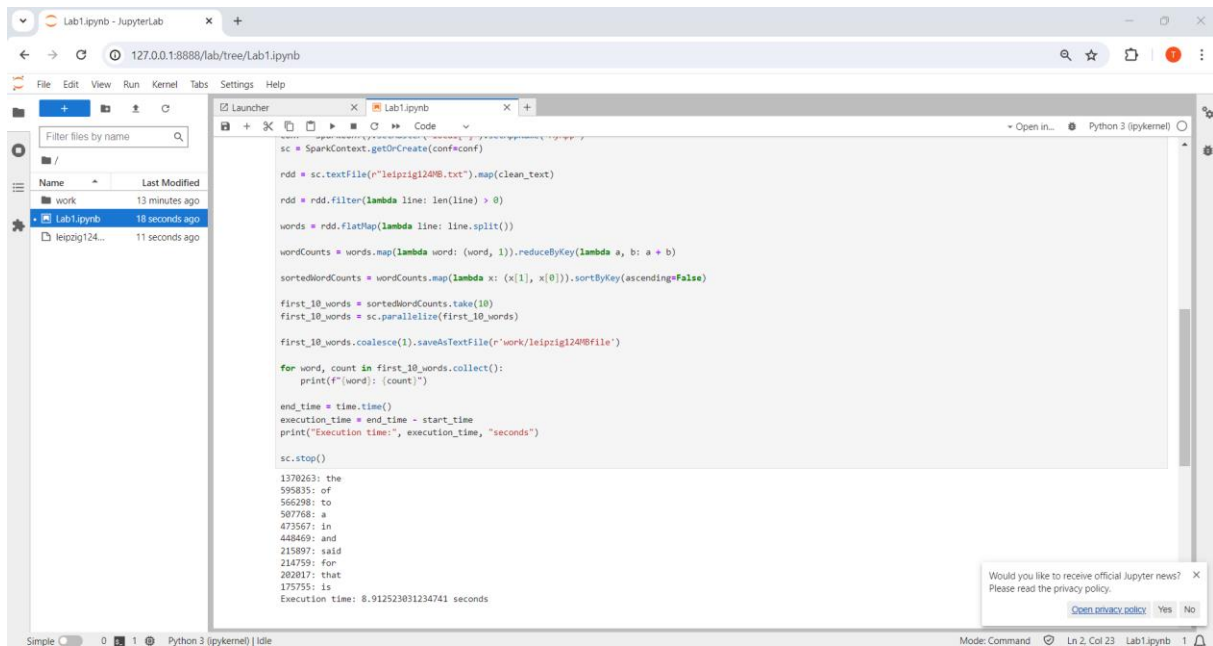 Lab1.ipynb - JupyterLab
127.0.0.1:8888/lab/tree/Lab1.ipynb
T
File Edit View Run Kernel Tabs Settings Help
Filter files by name
/
Name Last Modified
work 13 minutes ago
Lab1.ipynb 18 seconds ago
leipzig124... 11 seconds ago
Launcher Lab1.ipynb
Code Open in... Python 3 (ipykernel)
sc = SparkContext.getOrCreate(conf=conf)
rdd = sc.textFile(r"leipzig124MB.txt").map(clean_text)
rdd = rdd.filter(lambda line: len(line) > 0)
words = rdd.flatMap(lambda line: line.split())
wordCounts = words.map(lambda word: (word, 1)).reduceByKey(lambda a, b: a + b)
sortedWordCounts = wordCounts.map(lambda x: (x[1], x[0])).sortByKey(ascending=False)
first_10_words = sortedWordCounts.take(10)
first_10_words = sc.parallelize(first_10_words)
first_10_words.coalesce(1).saveAsTextFile(r'work/leipzig124MBfile')
for word, count in first_10_words.collect():
print(f"{word}: {count}")
end_time = time.time()
execution_time = end_time - start_time
print("Execution time:", execution_time, "seconds")
sc.stop()
1370263: the
595835: of
566298: to
507768: a
473567: in
448469: and
215897: said
214759: for
202017: that
175755: is
Execution time: 8.912523031234741 seconds
Would you like to receive official Jupyter news?
Please read the privacy policy.
Open privacy policy Yes No
Simple 0 1 Python 3 (ipykernel) | Idle Mode: Command Ln 2, Col 23 Lab1.ipynb 1